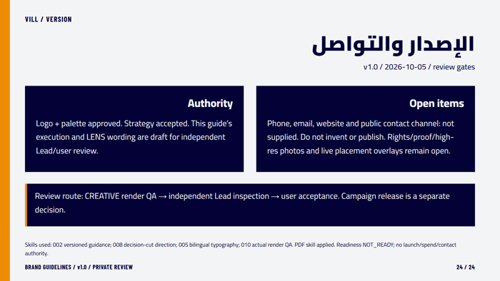 VILL / VERSION
الإصدار والتواصل
v1.0 / 2026-10-05 / review gates
Authority
Logo + palette approved. Strategy accepted. This guide's
execution and LENS wording are draft for independent
Lead/user review.
Open items
Phone, email, website and public contact channel: not
supplied. Do not invent or publish. Rights/proof/high-
res photos and live placement overlays remain open.
Review route: CREATIVE render QA → independent Lead inspection → user acceptance. Campaign release is a separate
decision.
Skills used: 002 versioned guidance; 008 decision-cut direction; 005 bilingual typography; 010 actual render QA. PDF skill applied. Readiness NOT_READY; no launch/spend/contact
authority.
BRAND GUIDELINES / v1.0 / PRIVATE REVIEW
24 / 24